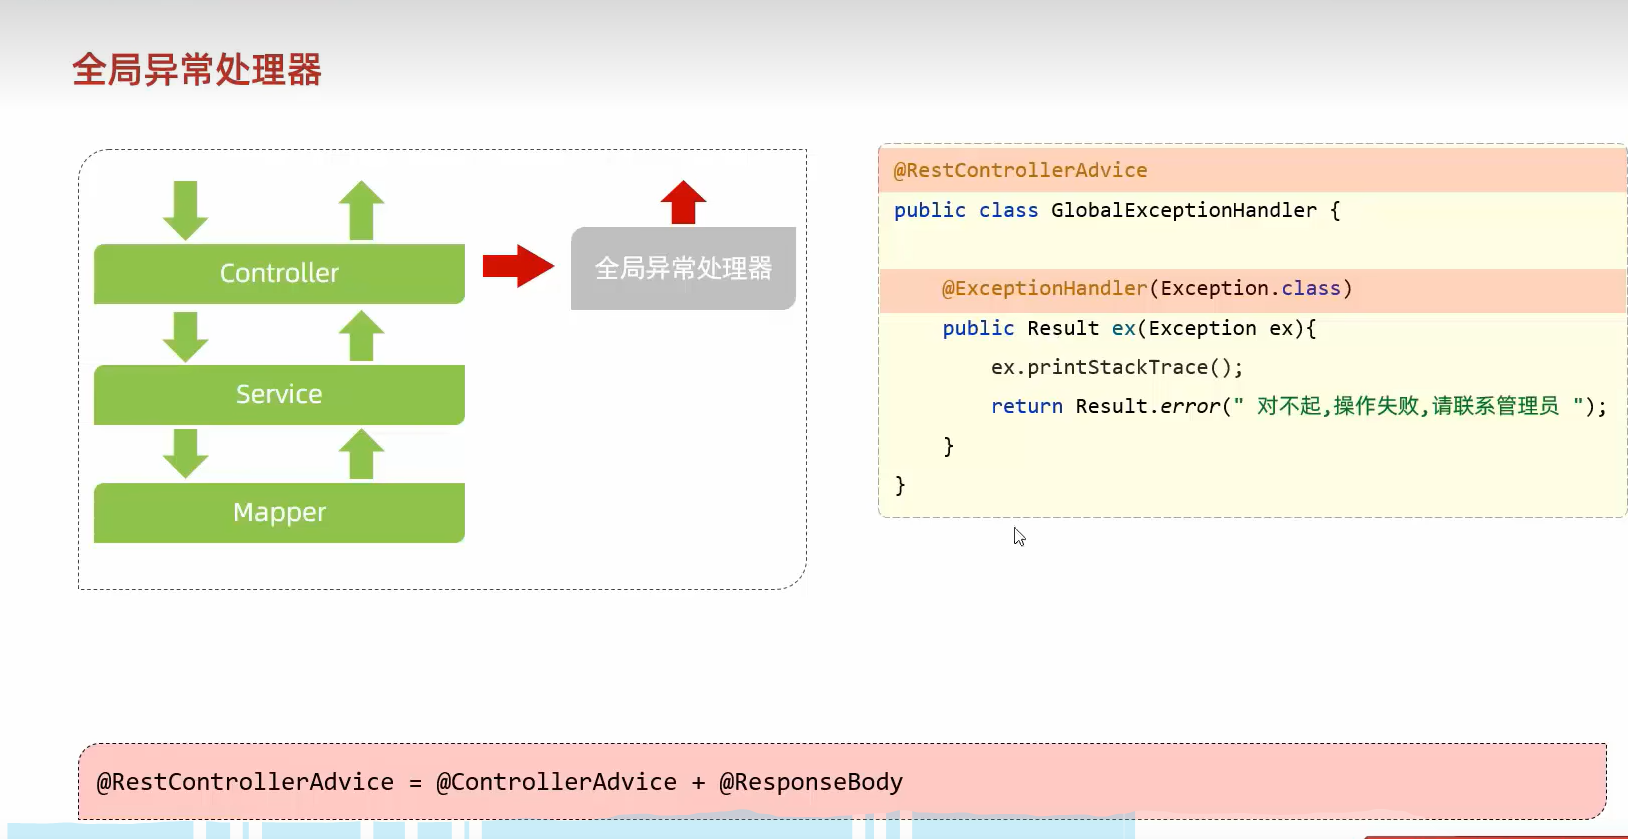 全局异常处理器
Controller
全局异常处理器
Service
Mapper
@RestControllerAdvice
public class GlobalExceptionHandler {
@ExceptionHandler(Exception.class)
public Result ex(Exception ex){
ex.printStackTrace();
return Result.error(" 对不起,操作失败,请联系管理员 ");
}
}
@RestControllerAdvice = @ControllerAdvice + @ResponseBody